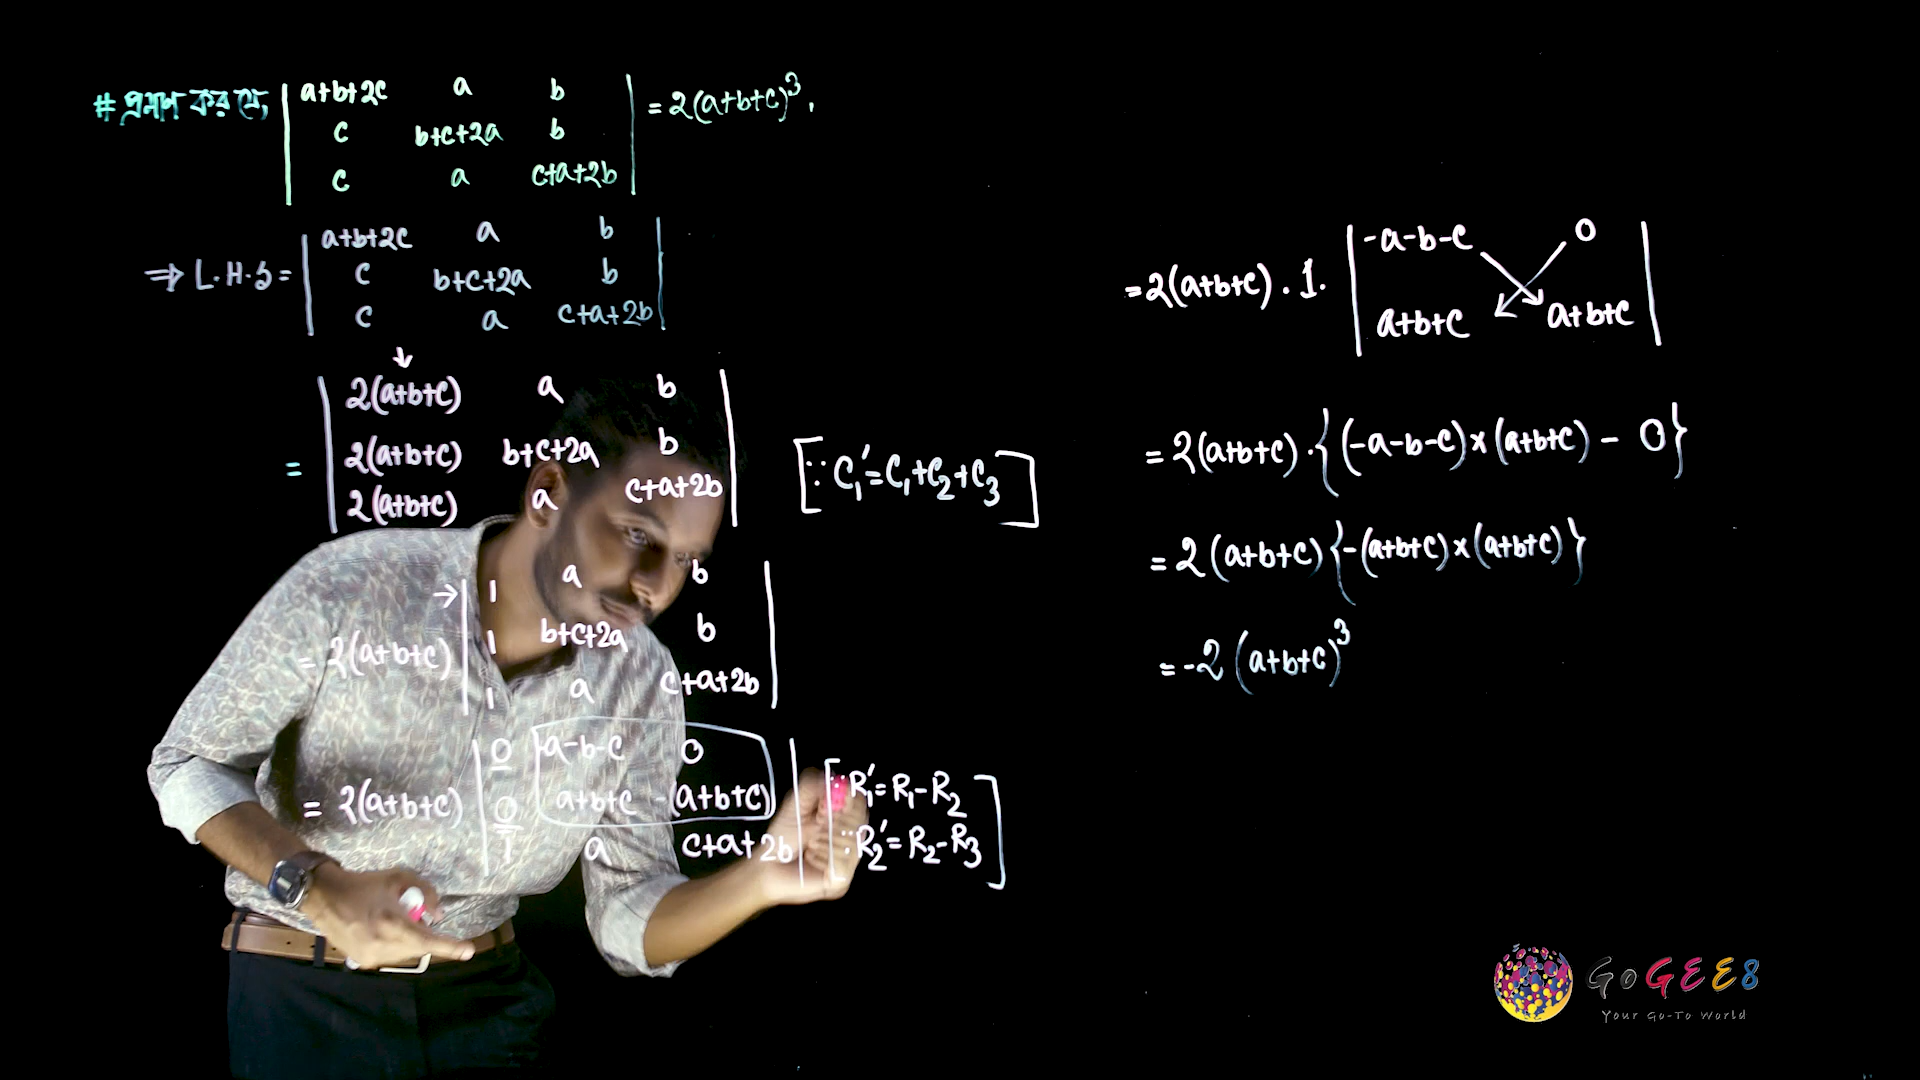 # প্রমাণ কর যে, | a+b+2c a b | = 2(a+b+c)³.
| c b+c+2a b |
| c a c+a+2b |
⇒ L.H.S = | a+b+2c a b |
| c b+c+2a b |
| c a c+a+2b |
↓
= | 2(a+b+c) a b |
| 2(a+b+c) b+c+2a b | [∵ C₁′ = C₁+C₂+C₃]
| 2(a+b+c) a c+a+2b |
→ | 1 a b |
= 2(a+b+c) | 1 b+c+2a b |
| 1 a c+a+2b |
= 2(a+b+c) | 0 -a-b-c 0 | [∵ R₁′ = R₁-R₂
| 0 a+b+c -(a+b+c) |
| 1 a c+a+2b | ∵ R₂′ = R₂-R₃]
= 2(a+b+c) . 1. | -a-b-c 0 |
| a+b+c a+b+c |
= 2(a+b+c) . {(-a-b-c)×(a+b+c) - 0}
= 2 (a+b+c) {-(a+b+c)×(a+b+c)}
= -2 (a+b+c)³
GoGEE8
Your Go-To World